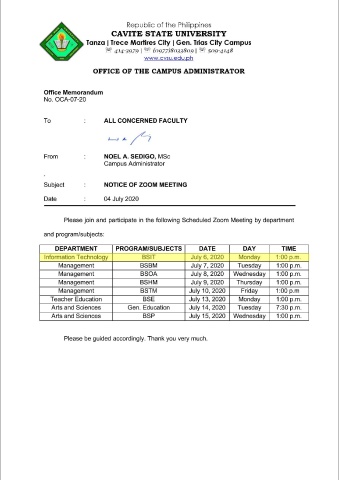 Republic of the Philippines
CAVITE STATE UNIVERSITY
Tanza | Trece Martires City | Gen. Trias City Campus
☏ 414-3979 | ☏ (0977)8033809 | ☏ 509-4148
www.cvsu.edu.ph
OFFICE OF THE CAMPUS ADMINISTRATOR
Office Memorandum
No. OCA-07-20
To : ALL CONCERNED FACULTY
From : NOEL A. SEDIGO, MSc
Campus Administrator
Subject : NOTICE OF ZOOM MEETING
Date : 04 July 2020
Please join and participate in the following Scheduled Zoom Meeting by department
and program/subjects:
DEPARTMENT PROGRAM/SUBJECTS DATE DAY TIME
Information Technology BSIT July 6, 2020 Monday 1:00 p.m.
Management BSBM July 7, 2020 Tuesday 1:00 p.m.
Management BSOA July 8, 2020 Wednesday 1:00 p.m.
Management BSHM July 9, 2020 Thursday 1:00 p.m.
Management BSTM July 10, 2020 Friday 1:00 p.m
Teacher Education BSE July 13, 2020 Monday 1:00 p.m.
Arts and Sciences Gen. Education July 14, 2020 Tuesday 7:30 p.m.
Arts and Sciences BSP July 15, 2020 Wednesday 1:00 p.m.
Please be guided accordingly. Thank you very much.